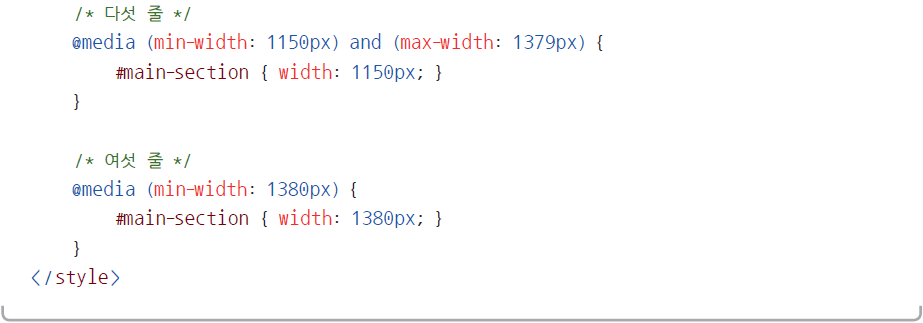 /* 다섯 줄 */
@media (min-width: 1150px) and (max-width: 1379px) {
#main-section { width: 1150px; }
}
/* 여섯 줄 */
@media (min-width: 1380px) {
#main-section { width: 1380px; }
}
</style>